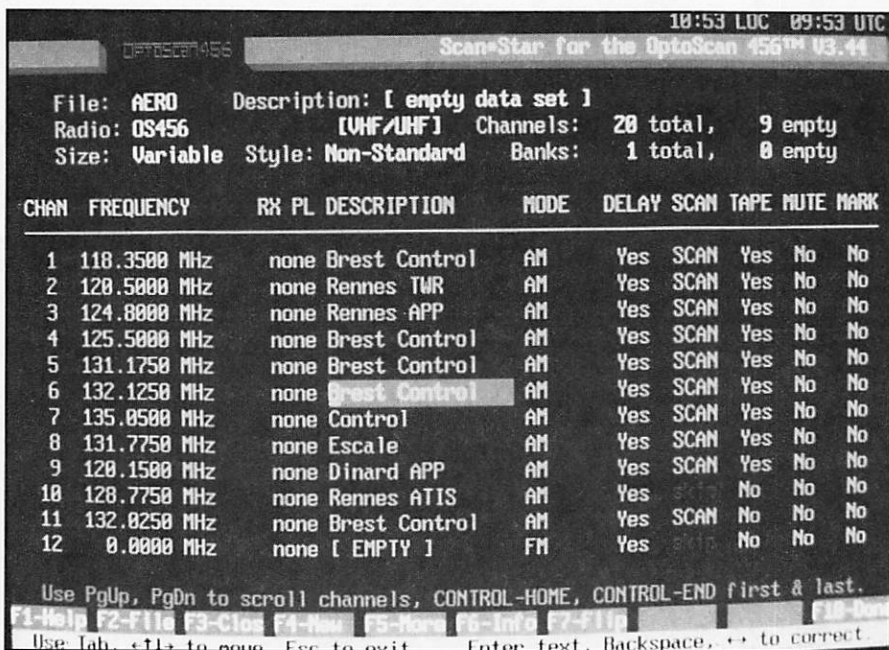 10:53 LOC 09:53 UTC
OPTOSCAN456 Scan*Star for the OptoScan 456™ V3.44
File: AERO Description: [ empty data set ]
Radio: OS456 [VHF/UHF] Channels: 20 total, 9 empty
Size: Variable Style: Non-Standard Banks: 1 total, 0 empty
CHAN FREQUENCY RX PL DESCRIPTION MODE DELAY SCAN TAPE MUTE MARK
1 118.3500 MHz none Brest Control AM Yes SCAN Yes No No
2 120.5000 MHz none Rennes TWR AM Yes SCAN Yes No No
3 124.8000 MHz none Rennes APP AM Yes SCAN Yes No No
4 125.5000 MHz none Brest Control AM Yes SCAN Yes No No
5 131.1750 MHz none Brest Control AM Yes SCAN Yes No No
6 132.1250 MHz none Brest Control AM Yes SCAN Yes No No
7 135.0500 MHz none Control AM Yes SCAN Yes No No
8 131.7750 MHz none Escale AM Yes SCAN Yes No No
9 120.1500 MHz none Dinard APP AM Yes SCAN Yes No No
10 128.7750 MHz none Rennes ATIS AM Yes skip No No No
11 132.0250 MHz none Brest Control AM Yes SCAN No No No
12 0.0000 MHz none [ EMPTY ] FM Yes skip No No No
Use PgUp, PgDn to scroll channels, CONTROL-HOME, CONTROL-END first & last.
F1-Help F2-File F3-Clos F4-New F5-More F6-Info F7-Flip F10-Done
Use Tab, ←↑↓→ to move, Esc to exit. Enter text, Backspace, ↔ to correct.